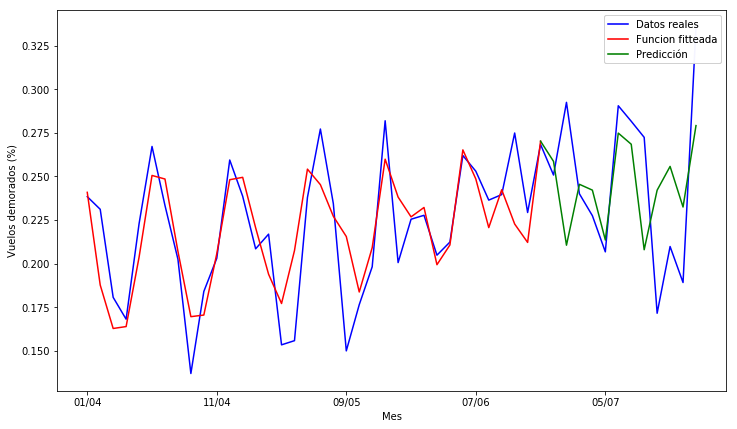 Datos reales
Funcion fitteada
Predicción
0.325
0.300
0.275
0.250
0.225
0.200
0.175
0.150
Vuelos demorados (%)
01/04
11/04
09/05
07/06
05/07
Mes